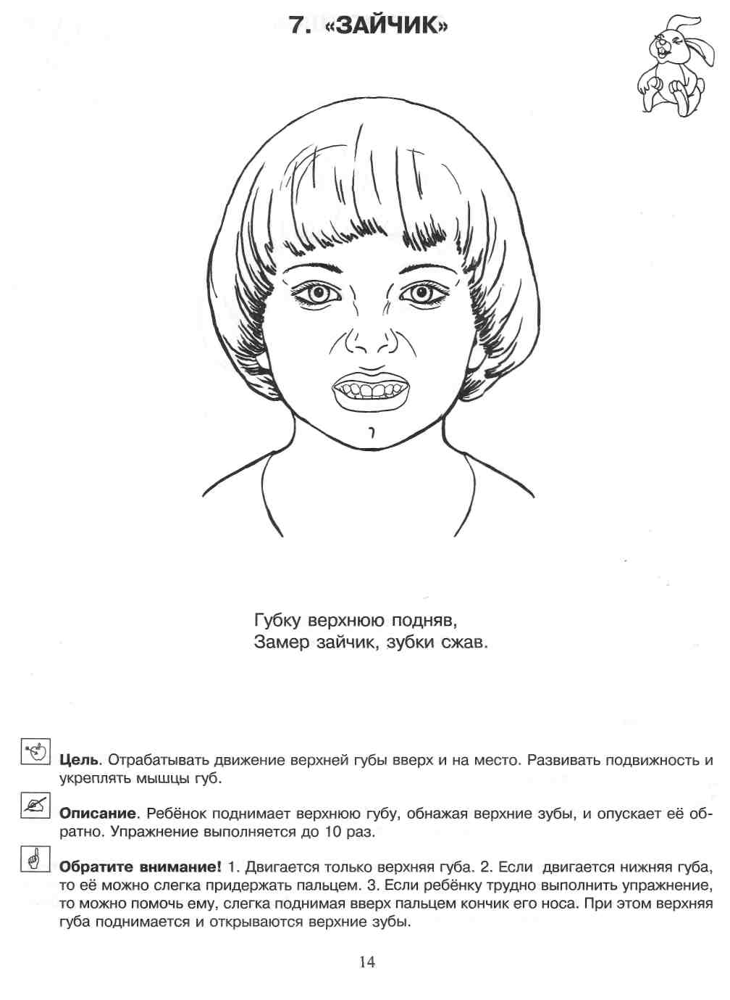 7. «ЗАЙЧИК»
Губку верхнюю подняв,
Замер зайчик, зубки сжав.
Цель. Отрабатывать движение верхней губы вверх и на место. Развивать подвижность и
укреплять мышцы губ.
Описание. Ребёнок поднимает верхнюю губу, обнажая верхние зубы, и опускает её об-
ратно. Упражнение выполняется до 10 раз.
Обратите внимание! 1. Двигается только верхняя губа. 2. Если двигается нижняя губа,
то её можно слегка придержать пальцем. 3. Если ребёнку трудно выполнить упражнение,
то можно помочь ему, слегка поднимая вверх пальцем кончик его носа. При этом верхняя
губа поднимается и открываются верхние зубы.
14